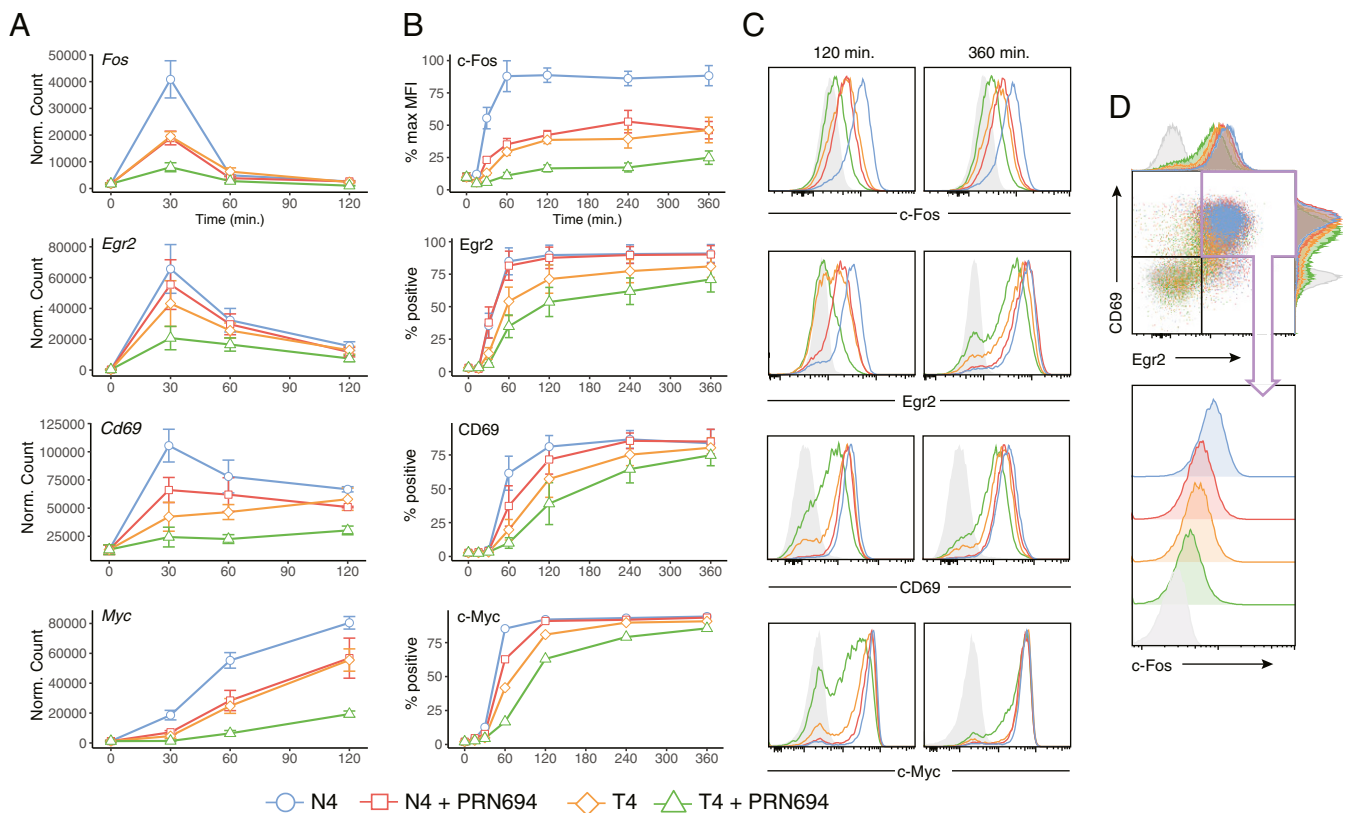 A
Fos
Norm. Count
50000
40000
30000
20000
10000
0
0 30 60 90 120
Time (min.)
Egr2
Norm. Count
80000
60000
40000
20000
0
0 30 60 90 120
Cd69
Norm. Count
125000
100000
75000
50000
25000
0 30 60 90 120
Myc
Norm. Count
80000
60000
40000
20000
0
0 30 60 90 120
B
c-Fos
% max MFI
100
75
50
25
0
0 60 120 180 240 300 360
Time (min.)
Egr2
% positive
100
75
50
25
0
0 60 120 180 240 300 360
CD69
% positive
75
50
25
0
0 60 120 180 240 300 360
c-Myc
% positive
75
50
25
0
0 60 120 180 240 300 360
C
120 min. 360 min.
c-Fos
Egr2
CD69
c-Myc
D
CD69
Egr2
c-Fos
N4 N4 + PRN694 T4 T4 + PRN694